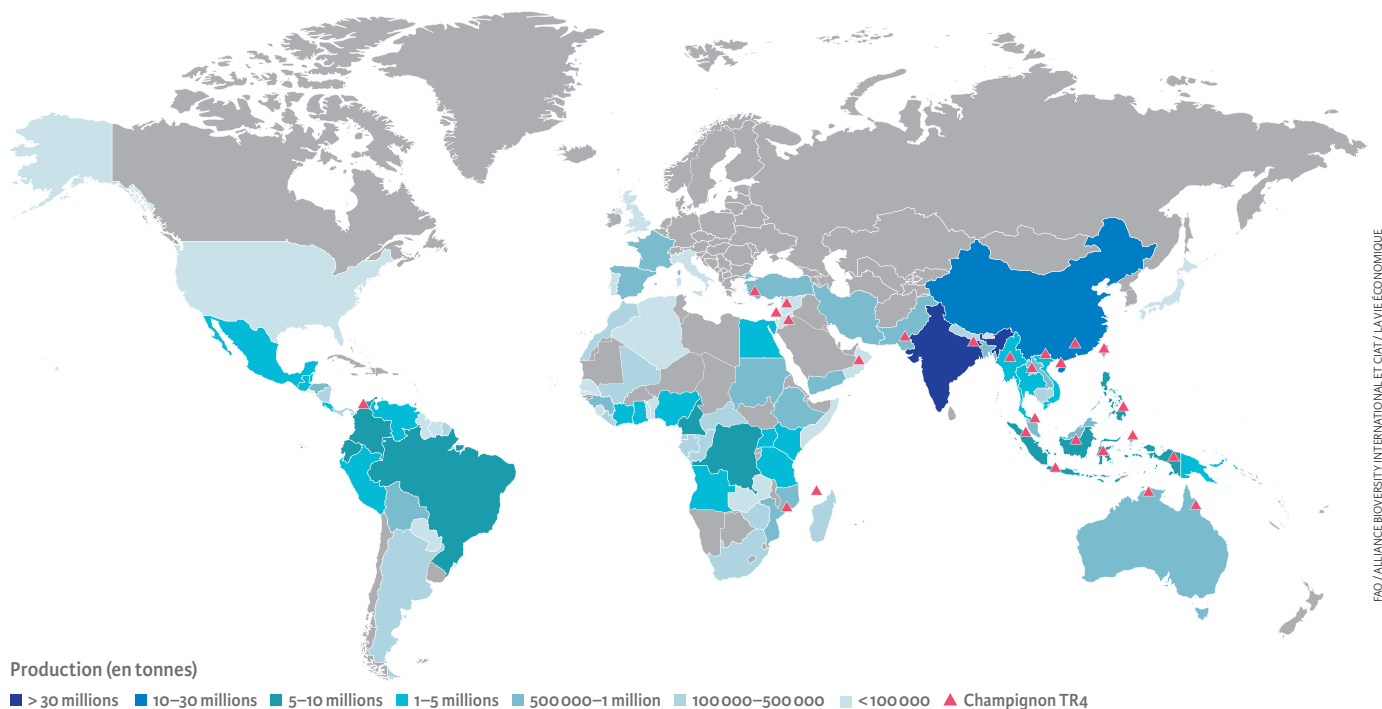 FAO / ALLIANCE BIOVERSITY INTERNATIONAL ET CIAT / LA VIE ÉCONOMIQUE
Production (en tonnes)
> 30 millions 10–30 millions 5–10 millions 1–5 millions 500 000–1 million 100 000–500 000 < 100 000 Champignon TR4